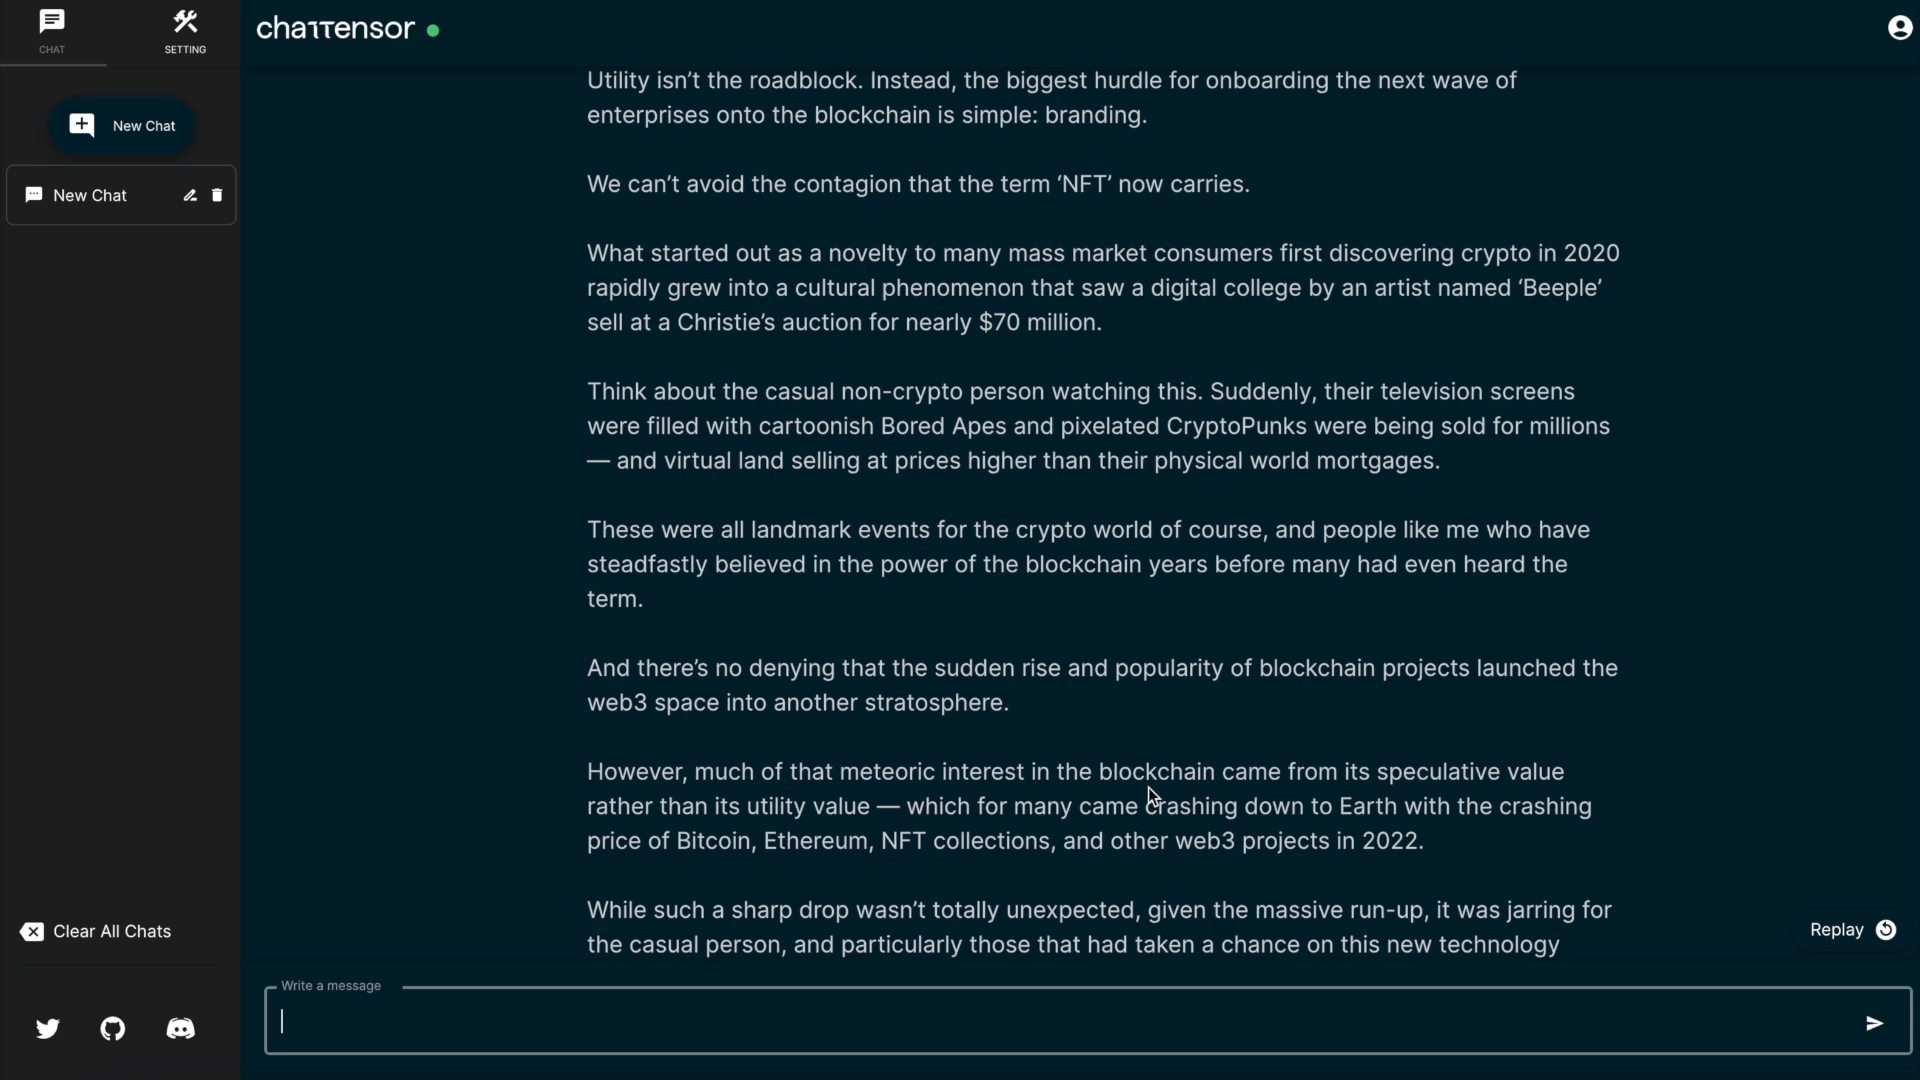 CHAT
SETTING
chaττensor
New Chat
New Chat
Utility isn’t the roadblock. Instead, the biggest hurdle for onboarding the next wave of
enterprises onto the blockchain is simple: branding.
We can’t avoid the contagion that the term ‘NFT’ now carries.
What started out as a novelty to many mass market consumers first discovering crypto in 2020
rapidly grew into a cultural phenomenon that saw a digital college by an artist named ‘Beeple’
sell at a Christie’s auction for nearly $70 million.
Think about the casual non-crypto person watching this. Suddenly, their television screens
were filled with cartoonish Bored Apes and pixelated CryptoPunks were being sold for millions
— and virtual land selling at prices higher than their physical world mortgages.
These were all landmark events for the crypto world of course, and people like me who have
steadfastly believed in the power of the blockchain years before many had even heard the
term.
And there’s no denying that the sudden rise and popularity of blockchain projects launched the
web3 space into another stratosphere.
However, much of that meteoric interest in the blockchain came from its speculative value
rather than its utility value — which for many came crashing down to Earth with the crashing
price of Bitcoin, Ethereum, NFT collections, and other web3 projects in 2022.
While such a sharp drop wasn’t totally unexpected, given the massive run-up, it was jarring for
the casual person, and particularly those that had taken a chance on this new technology
Clear All Chats
Replay
Write a message